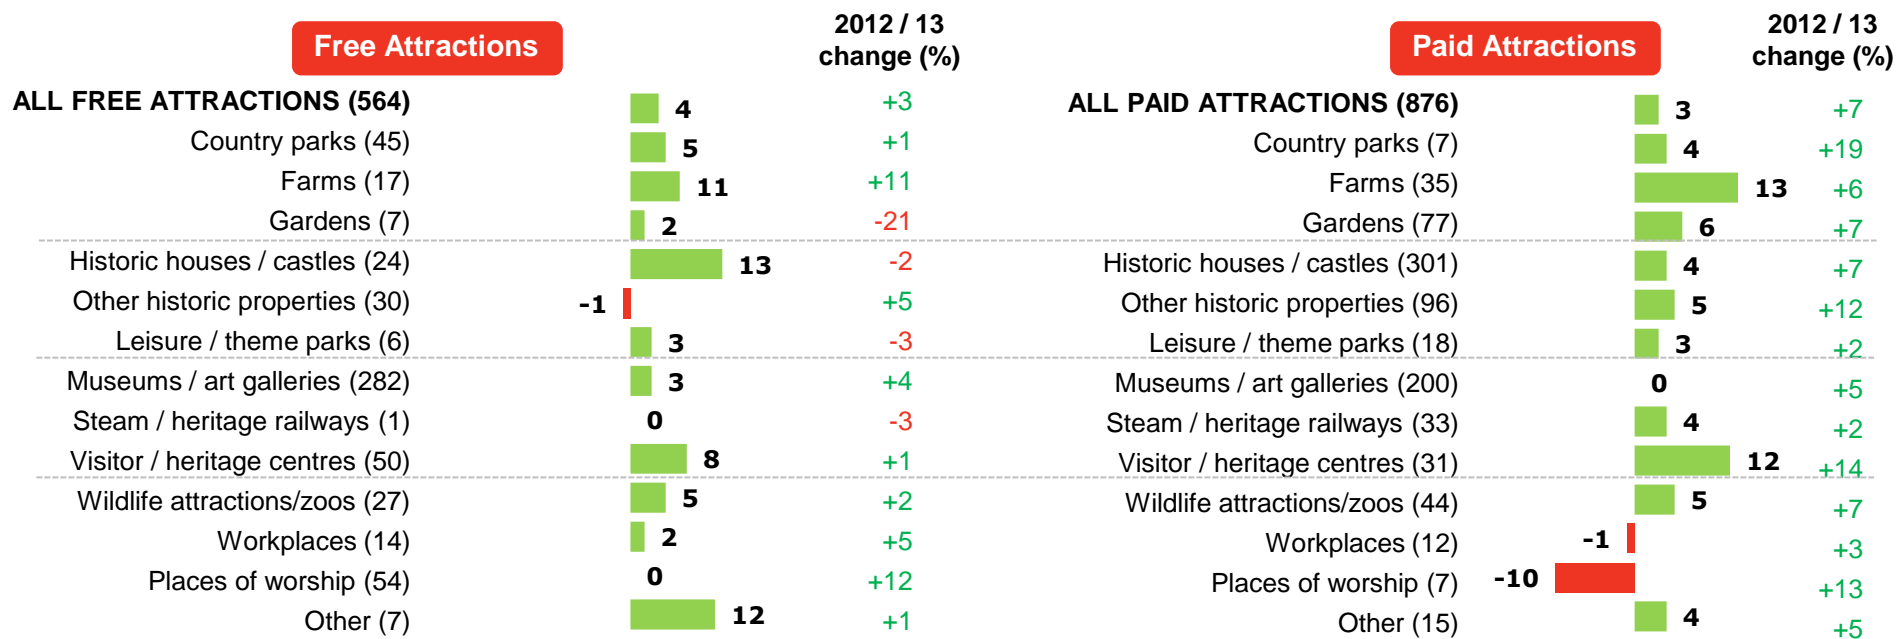 Free Attractions
2012 / 13
change (%)
ALL FREE ATTRACTIONS (564) 4 +3
Country parks (45) 5 +1
Farms (17) 11 +11
Gardens (7) 2 -21
Historic houses / castles (24) 13 -2
Other historic properties (30) -1 +5
Leisure / theme parks (6) 3 -3
Museums / art galleries (282) 3 +4
Steam / heritage railways (1) 0 -3
Visitor / heritage centres (50) 8 +1
Wildlife attractions/zoos (27) 5 +2
Workplaces (14) 2 +5
Places of worship (54) 0 +12
Other (7) 12 +1
Paid Attractions
2012 / 13
change (%)
ALL PAID ATTRACTIONS (876) 3 +7
Country parks (7) 4 +19
Farms (35) 13 +6
Gardens (77) 6 +7
Historic houses / castles (301) 4 +7
Other historic properties (96) 5 +12
Leisure / theme parks (18) 3 +2
Museums / art galleries (200) 0 +5
Steam / heritage railways (33) 4 +2
Visitor / heritage centres (31) 12 +14
Wildlife attractions/zoos (44) 5 +7
Workplaces (12) -1 +3
Places of worship (7) -10 +13
Other (15) 4 +5